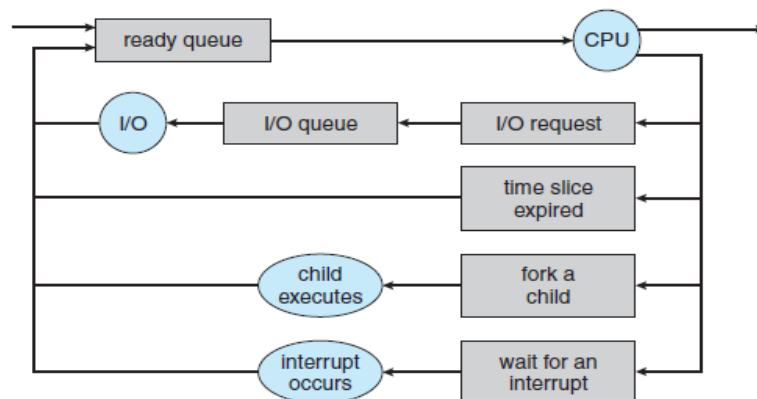 ready queue
CPU
I/O
I/O queue
I/O request
time slice
expired
child
executes
fork a
child
interrupt
occurs
wait for an
interrupt